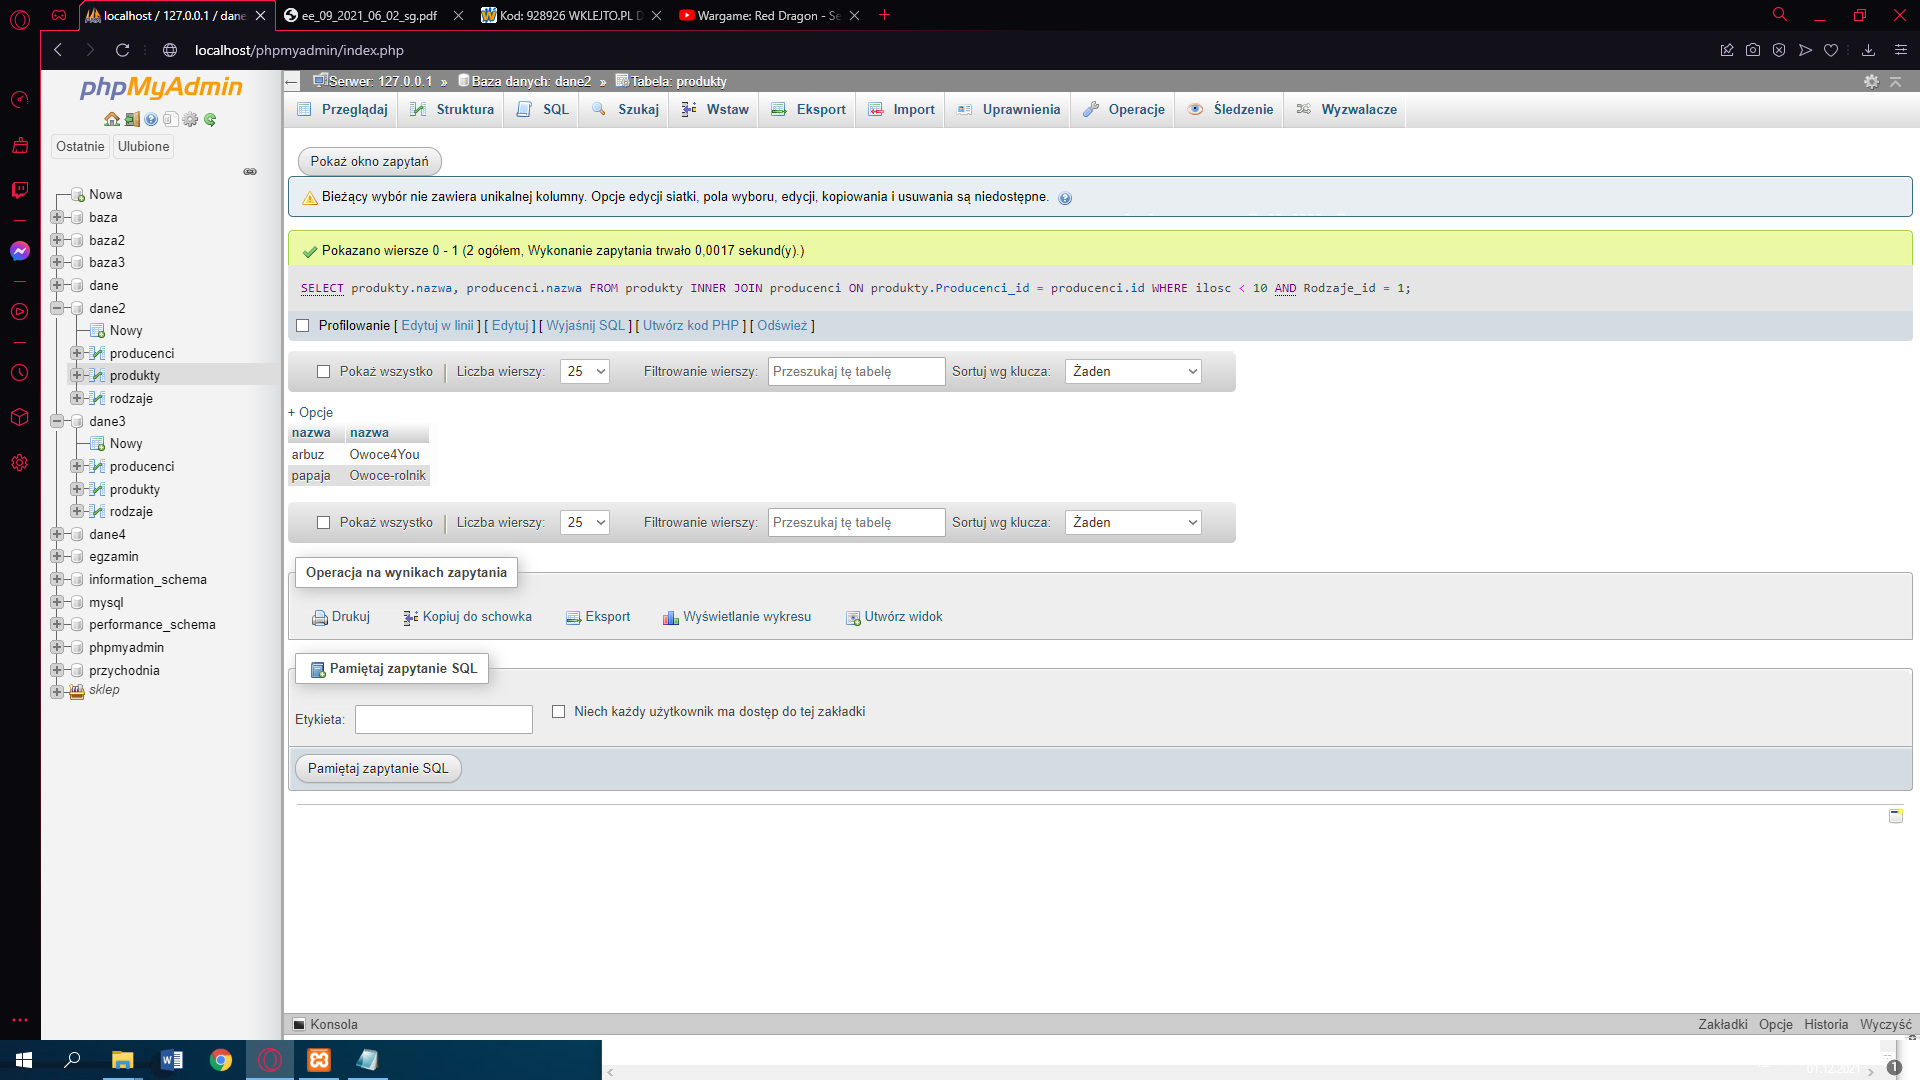 localhost / 127.0.0.1 / dane
ee_09_2021_06_02_sg.pdf
Kod: 928926 WKLEJTO.PL D
Wargame: Red Dragon - Se
localhost/phpmyadmin/index.php
phpMyAdmin
Ostatnie
Ulubione
Nowa
baza
baza2
baza3
dane
dane2
Nowy
producenci
produkty
rodzaje
dane3
Nowy
producenci
produkty
rodzaje
dane4
egzamin
information_schema
mysql
performance_schema
phpmyadmin
przychodnia
sklep
Serwer: 127.0.0.1 » Baza danych: dane2 » Tabela: produkty
Przeglądaj
Struktura
SQL
Szukaj
Wstaw
Eksport
Import
Uprawnienia
Operacje
Śledzenie
Wyzwalacze
Pokaż okno zapytań
Bieżący wybór nie zawiera unikalnej kolumny. Opcje edycji siatki, pola wyboru, edycji, kopiowania i usuwania są niedostępne.
Pokazano wiersze 0 - 1 (2 ogółem, Wykonanie zapytania trwało 0,0017 sekund(y).)
SELECT produkty.nazwa, producenci.nazwa FROM produkty INNER JOIN producenci ON produkty.Producenci_id = producenci.id WHERE ilosc < 10 AND Rodzaje_id = 1;
Profilowanie [ Edytuj w linii ] [ Edytuj ] [ Wyjaśnij SQL ] [ Utwórz kod PHP ] [ Odśwież ]
Pokaż wszystko | Liczba wierszy: 25 Filtrowanie wierszy: Przeszukaj tę tabelę Sortuj wg klucza: Żaden
+ Opcje
nazwa nazwa
arbuz Owoce4You
papaja Owoce-rolnik
Pokaż wszystko | Liczba wierszy: 25 Filtrowanie wierszy: Przeszukaj tę tabelę Sortuj wg klucza: Żaden
Operacja na wynikach zapytania
Drukuj
Kopiuj do schowka
Eksport
Wyświetlanie wykresu
Utwórz widok
Pamiętaj zapytanie SQL
Etykieta:
Niech każdy użytkownik ma dostęp do tej zakładki
Pamiętaj zapytanie SQL
Konsola
Zakładki Opcje Historia Wyczyść
01.12.2021
1